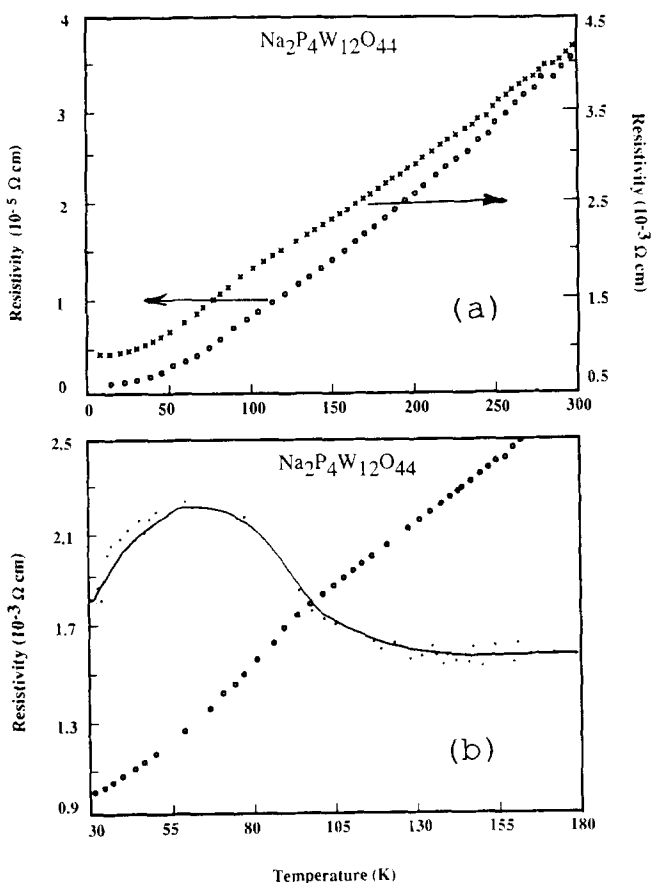 Na2P4W12O44
4
3
2
1
0
Resistivity (10-5 Ω cm)
4.5
3.5
2.5
1.5
0.5
Resistivity (10-3 Ω cm)
(a)
0 50 100 150 200 250 300
Na2P4W12O44
2.5
2.1
1.7
1.3
0.9
Resistivity (10-3 Ω cm)
(b)
30 55 80 105 130 155 180
Temperature (K)